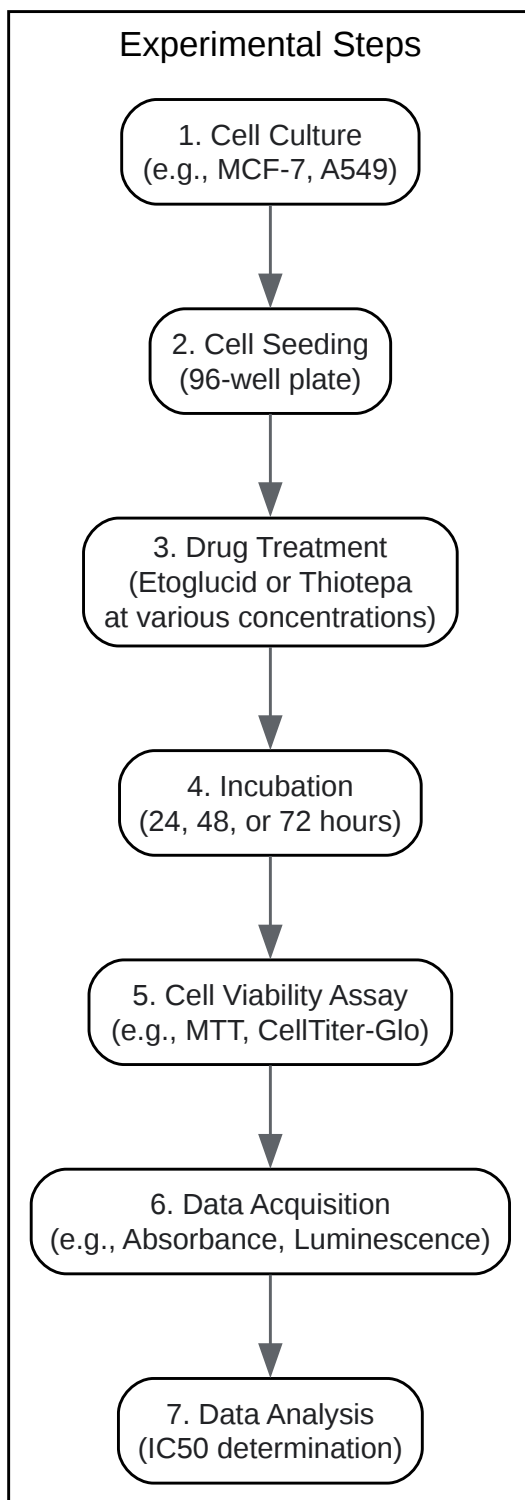 Experimental Steps
1. Cell Culture
(e.g., MCF-7, A549)
2. Cell Seeding
(96-well plate)
3. Drug Treatment
(Etoglucid or Thiotepa
at various concentrations)
4. Incubation
(24, 48, or 72 hours)
5. Cell Viability Assay
(e.g., MTT, CellTiter-Glo)
6. Data Acquisition
(e.g., Absorbance, Luminescence)
7. Data Analysis
(IC50 determination)